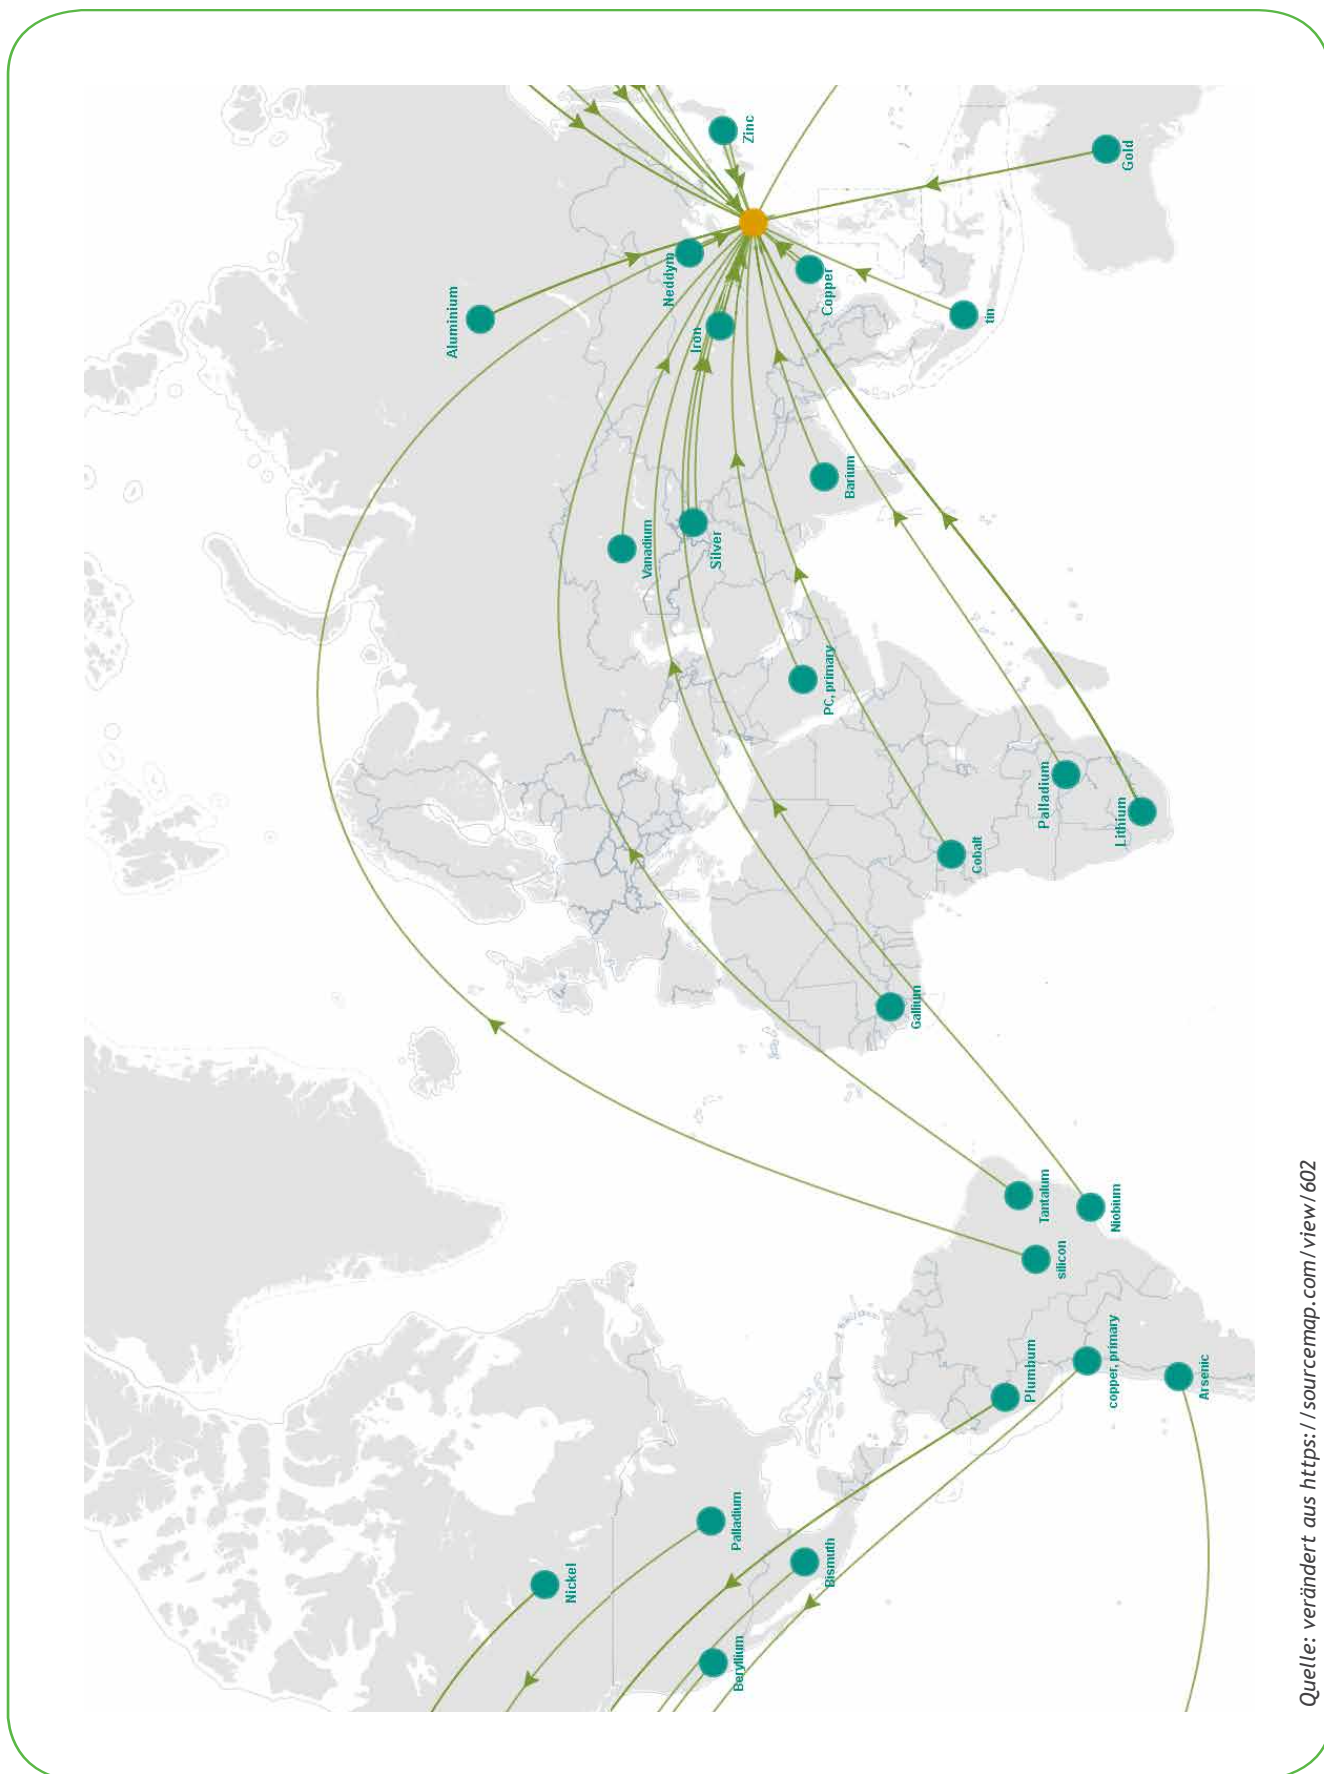 Aluminium
Zinc
Neddym
Iron
Copper
Gold
tin
Vanadium
Silver
Barium
PC, primary
Palladium
Lithium
Cobalt
Gallium
Tantalum
Niobium
silicon
Plumbum
copper, primary
Arsenic
Nickel
Palladium
Bismuth
Beryllium
Quelle: verändert aus https://sourcemap.com/view/602